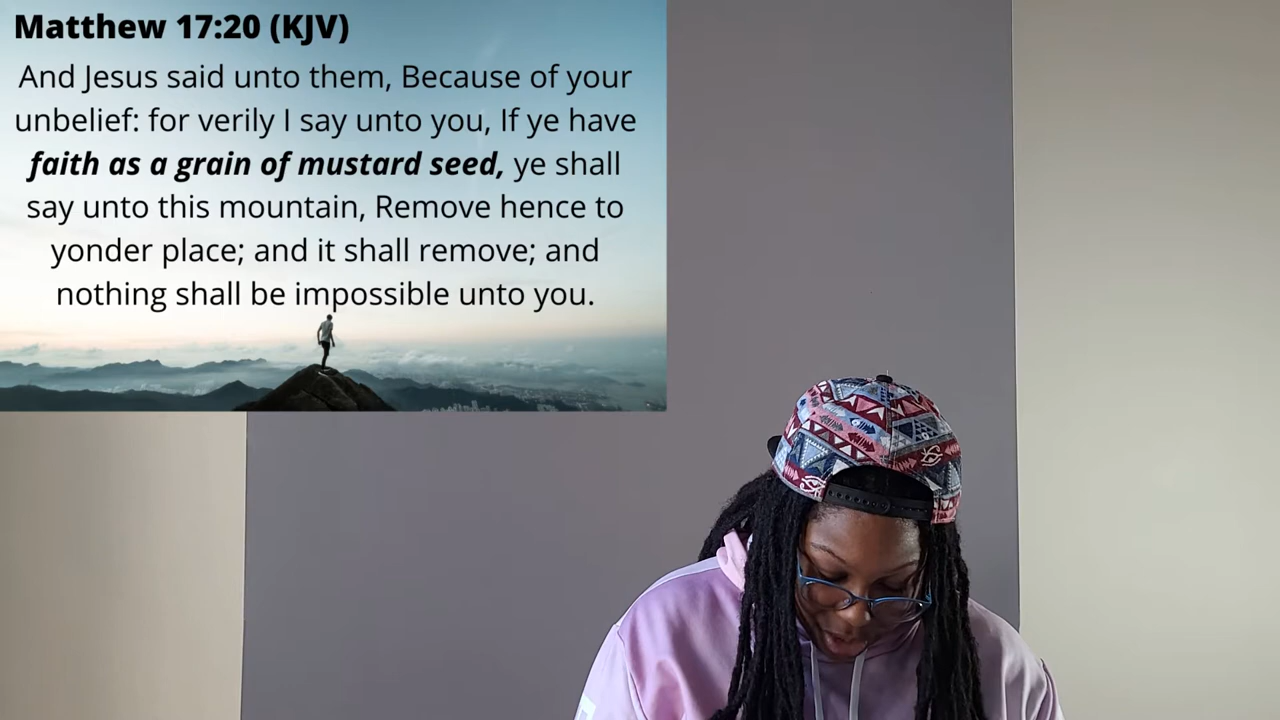 Matthew 17:20 (KJV)
And Jesus said unto them, Because of your
unbelief: for verily I say unto you, If ye have
faith as a grain of mustard seed, ye shall
say unto this mountain, Remove hence to
yonder place; and it shall remove; and
nothing shall be impossible unto you.